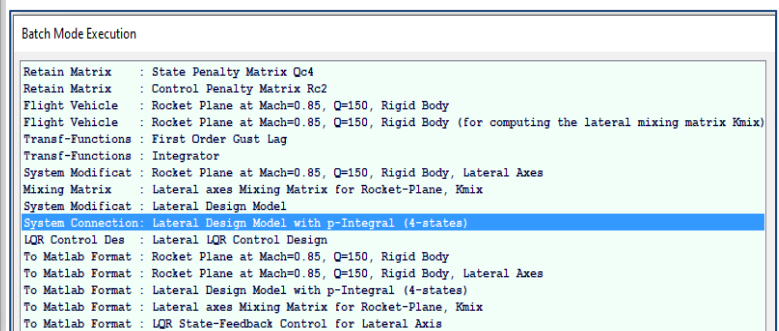 Batch Mode Execution
Retain Matrix : State Penalty Matrix Qc4
Retain Matrix : Control Penalty Matrix Rc2
Flight Vehicle : Rocket Plane at Mach=0.85, Q=150, Rigid Body
Flight Vehicle : Rocket Plane at Mach=0.85, Q=150, Rigid Body (for computing the lateral mixing matrix Kmix)
Transf-Functions : First Order Gust Lag
Transf-Functions : Integrator
System Modificat : Rocket Plane at Mach=0.85, Q=150, Rigid Body, Lateral Axes
Mixing Matrix : Lateral axes Mixing Matrix for Rocket-Plane, Kmix
System Modificat : Lateral Design Model
System Connection: Lateral Design Model with p-Integral (4-states)
LQR Control Des : Lateral LQR Control Design
To Matlab Format : Rocket Plane at Mach=0.85, Q=150, Rigid Body
To Matlab Format : Rocket Plane at Mach=0.85, Q=150, Rigid Body, Lateral Axes
To Matlab Format : Lateral Design Model with p-Integral (4-states)
To Matlab Format : Lateral axes Mixing Matrix for Rocket-Plane, Kmix
To Matlab Format : LQR State-Feedback Control for Lateral Axis